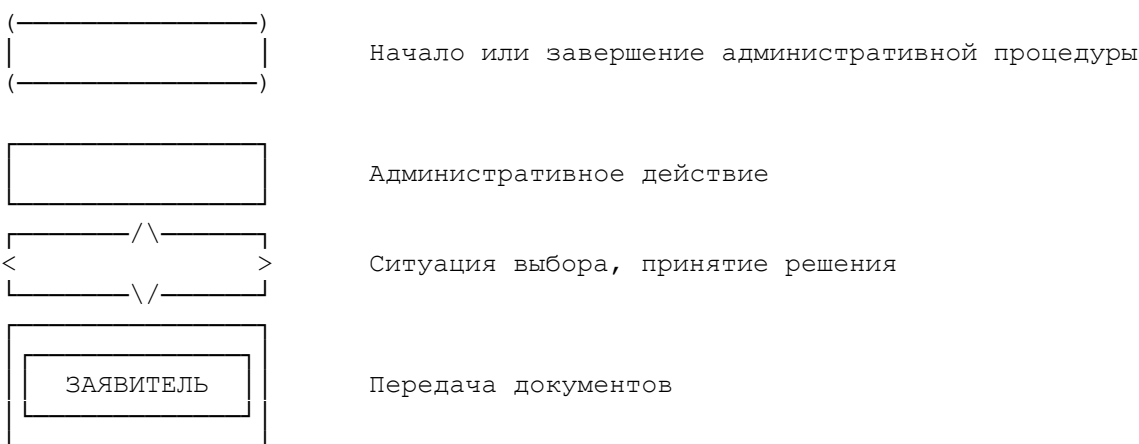 Начало или завершение административной процедуры
Административное действие
Ситуация выбора, принятие решения
ЗАЯВИТЕЛЬ Передача документов